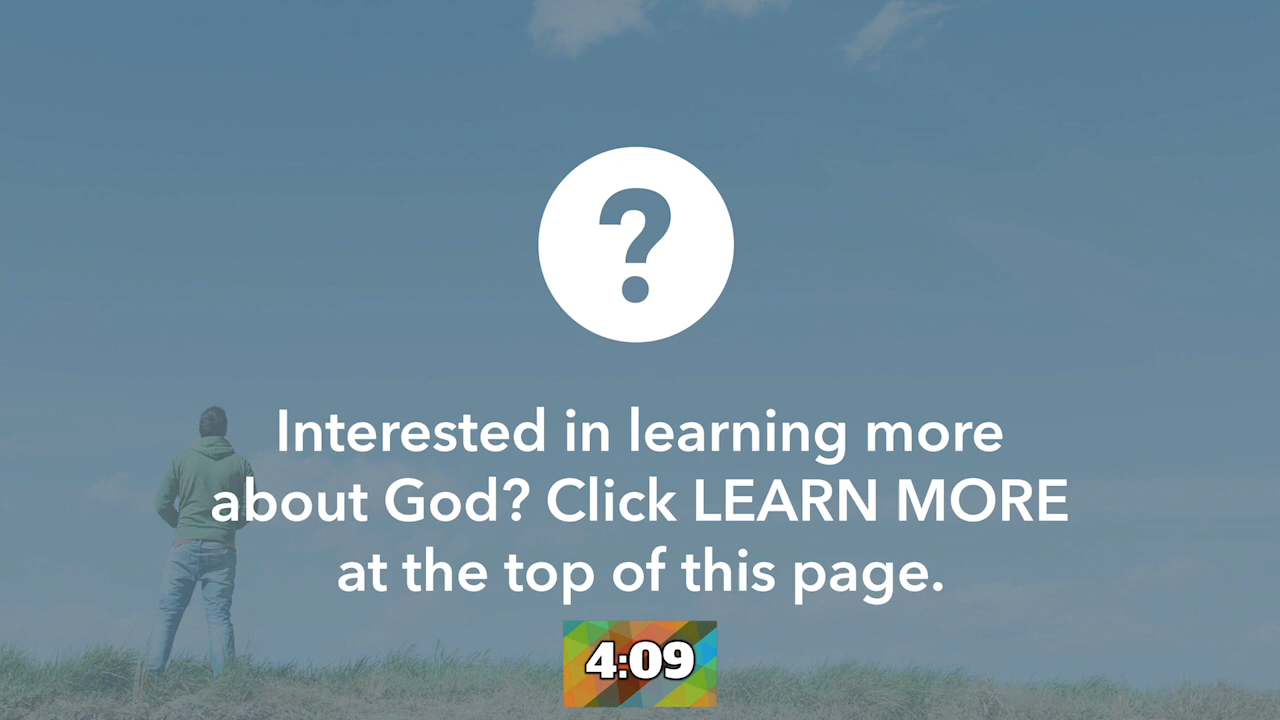 ?
Interested in learning more
about God? Click LEARN MORE
at the top of this page.
4:09